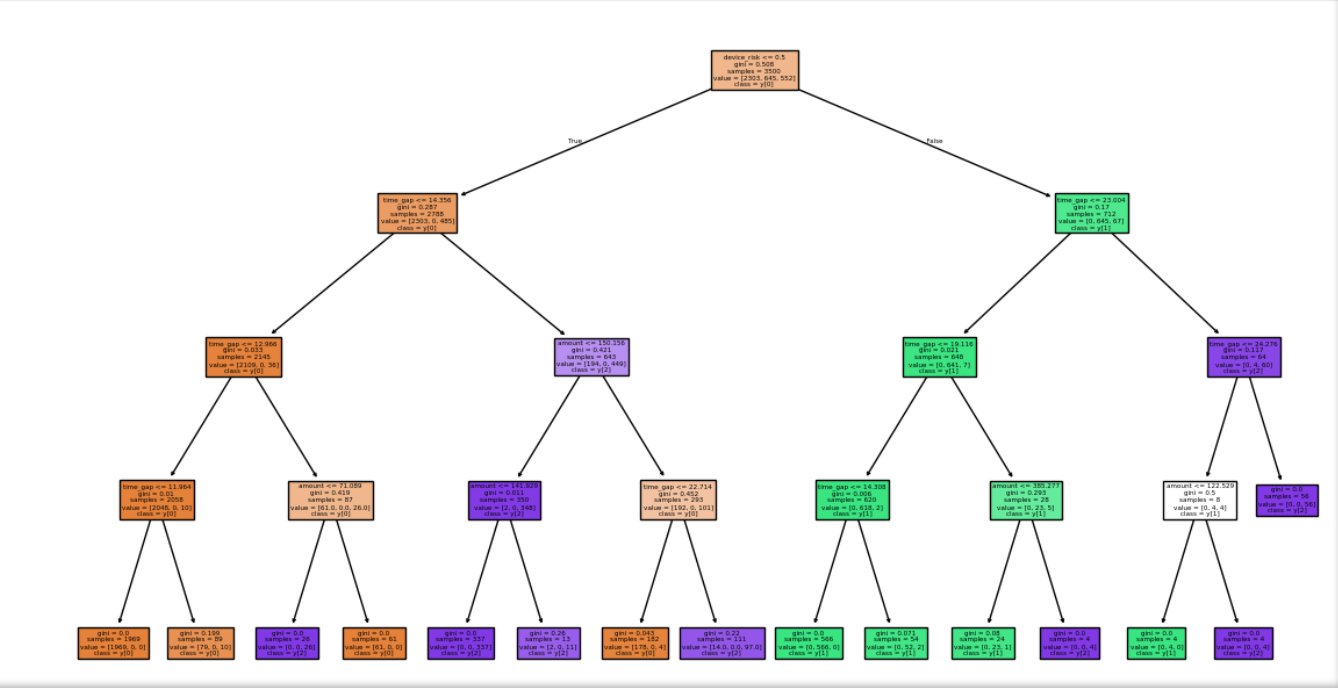 device_risk <= 0.5
gini = 0.508
samples = 3500
value = [2303, 645, 552]
class = y[0]
True
False
time_gap <= 14.356
gini = 0.287
samples = 2788
value = [2303, 0, 485]
class = y[0]
time_gap <= 23.004
gini = 0.17
samples = 712
value = [0, 645, 67]
class = y[1]
time_gap <= 12.966
gini = 0.033
samples = 2145
value = [2109, 0, 36]
class = y[0]
amount <= 150.156
gini = 0.421
samples = 643
value = [194, 0, 449]
class = y[2]
time_gap <= 19.116
gini = 0.021
samples = 648
value = [0, 641, 7]
class = y[1]
time_gap <= 24.276
gini = 0.117
samples = 64
value = [0, 4, 60]
class = y[2]
time_gap <= 11.964
gini = 0.01
samples = 2058
value = [2048, 0, 10]
class = y[0]
amount <= 71.089
gini = 0.419
samples = 87
value = [61.0, 0.0, 26.0]
class = y[0]
amount <= 141.929
gini = 0.011
samples = 350
value = [2, 0, 348]
class = y[2]
time_gap <= 22.714
gini = 0.452
samples = 293
value = [192, 0, 101]
class = y[0]
time_gap <= 14.308
gini = 0.006
samples = 620
value = [0, 618, 2]
class = y[1]
amount <= 385.277
gini = 0.293
samples = 28
value = [0, 23, 5]
class = y[1]
amount <= 122.529
gini = 0.5
samples = 8
value = [0, 4, 4]
class = y[1]
gini = 0.0
samples = 56
value = [0, 0, 56]
class = y[2]
gini = 0.0
samples = 1969
value = [1969, 0, 0]
class = y[0]
gini = 0.199
samples = 89
value = [79, 0, 10]
class = y[0]
gini = 0.0
samples = 26
value = [0, 0, 26]
class = y[2]
gini = 0.0
samples = 61
value = [61, 0, 0]
class = y[0]
gini = 0.0
samples = 337
value = [0, 0, 337]
class = y[2]
gini = 0.26
samples = 13
value = [2, 0, 11]
class = y[2]
gini = 0.043
samples = 182
value = [178, 0, 4]
class = y[0]
gini = 0.22
samples = 111
value = [14.0, 0.0, 97.0]
class = y[2]
gini = 0.0
samples = 566
value = [0, 566, 0]
class = y[1]
gini = 0.071
samples = 54
value = [0, 52, 2]
class = y[1]
gini = 0.08
samples = 24
value = [0, 23, 1]
class = y[1]
gini = 0.0
samples = 4
value = [0, 0, 4]
class = y[2]
gini = 0.0
samples = 4
value = [0, 4, 0]
class = y[1]
gini = 0.0
samples = 4
value = [0, 0, 4]
class = y[2]